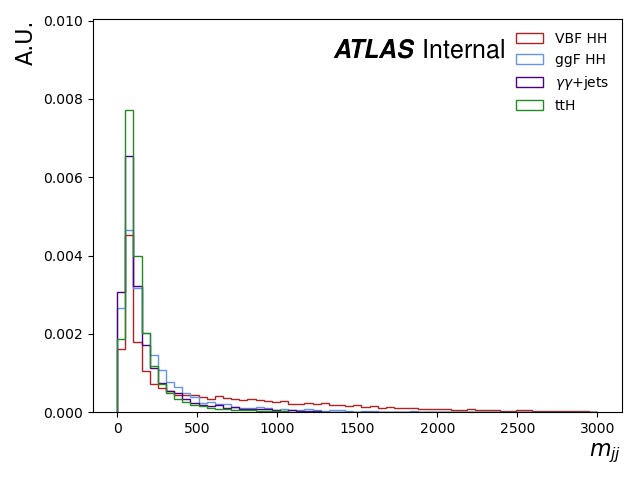 A.U.
0.010
0.008
0.006
0.004
0.002
0.000
ATLAS Internal
VBF HH
ggF HH
γγ+jets
ttH
0 500 1000 1500 2000 2500 3000
m_jj